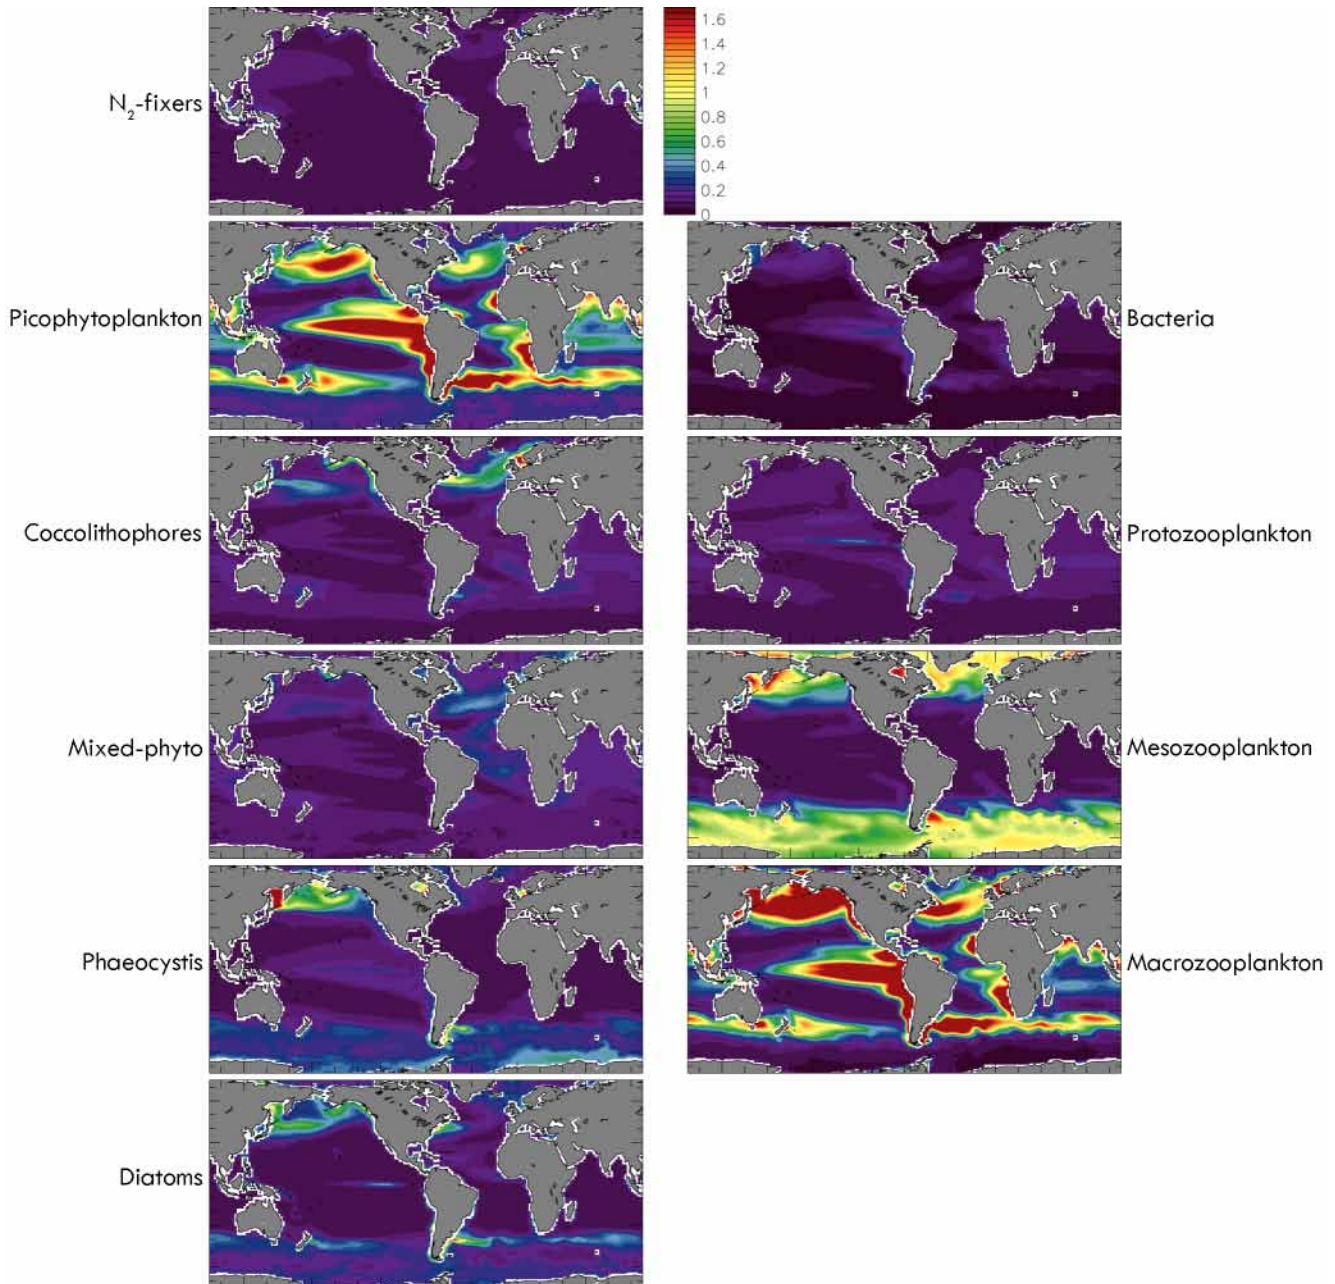 N₂-fixers
1.6
1.4
1.2
1
0.8
0.6
0.4
0.2
0
Picophytoplankton
Bacteria
Coccolithophores
Protozooplankton
Mixed-phyto
Mesozooplankton
Phaeocystis
Macrozooplankton
Diatoms